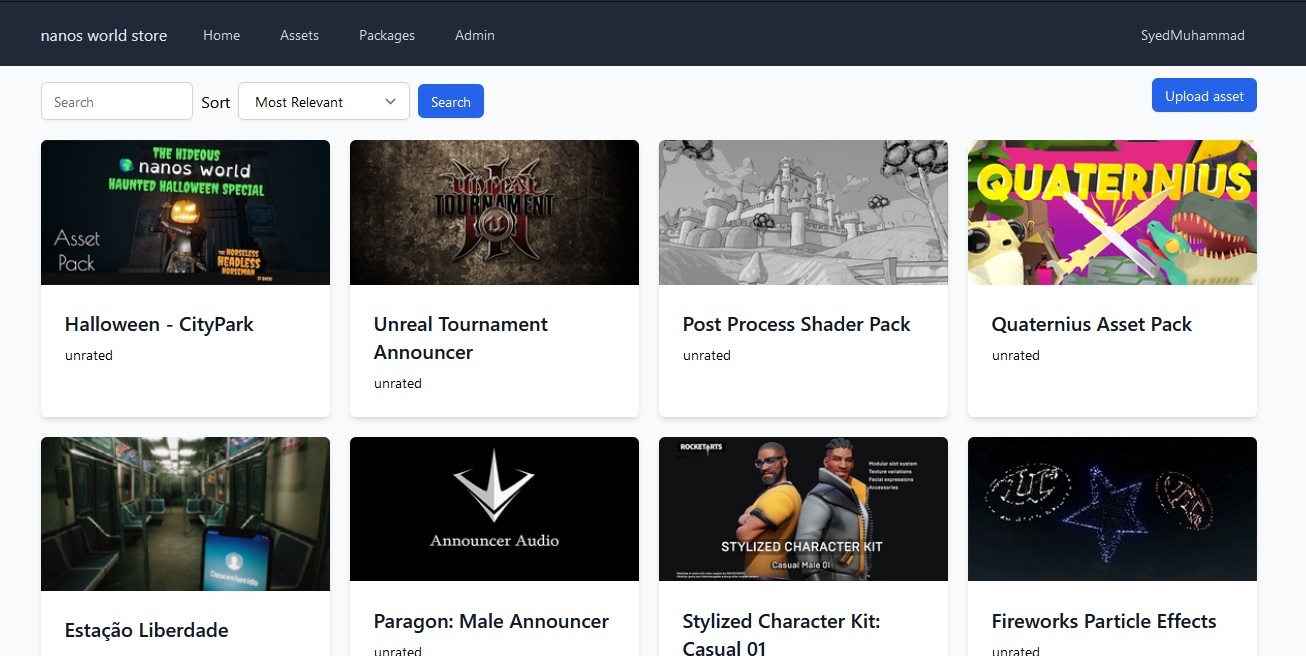 nanos world store Home Assets Packages Admin SyedMuhammad
Search Sort Most Relevant Search Upload asset
THE HIDEOUS
nanos world
HAUNTED HALLOWEEN SPECIAL
Asset
Pack
THE
HORSELESS
HEADLESS
HORSEMAN
UNREAL
TOURNAMENT
QUATERNIUS
Halloween - CityPark
unrated
Unreal Tournament
Announcer
unrated
Post Process Shader Pack
unrated
Quaternius Asset Pack
unrated
Desconhecido
Announcer Audio
ROCKETARTS
Modular slot system
Texture variations
Facial expressions
Accessories
STYLIZED CHARACTER KIT
Casual Male 01
Estação Liberdade
Paragon: Male Announcer
unrated
Stylized Character Kit:
Casual 01
Fireworks Particle Effects
unrated